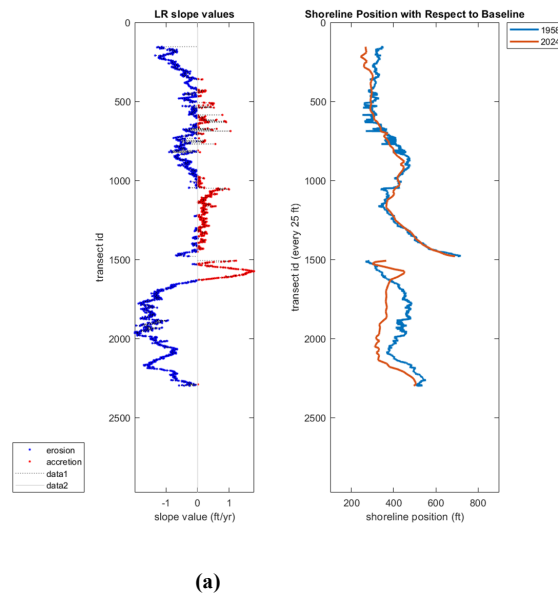 LR slope values
0
500
1000
1500
2000
2500
transect id
-1
0
1
slope value (ft/yr)
erosion
accretion
data1
data2
Shoreline Position with Respect to Baseline
1958
2024
0
500
1000
1500
2000
2500
transect id (every 25 ft)
200
400
600
800
shoreline position (ft)
(a)